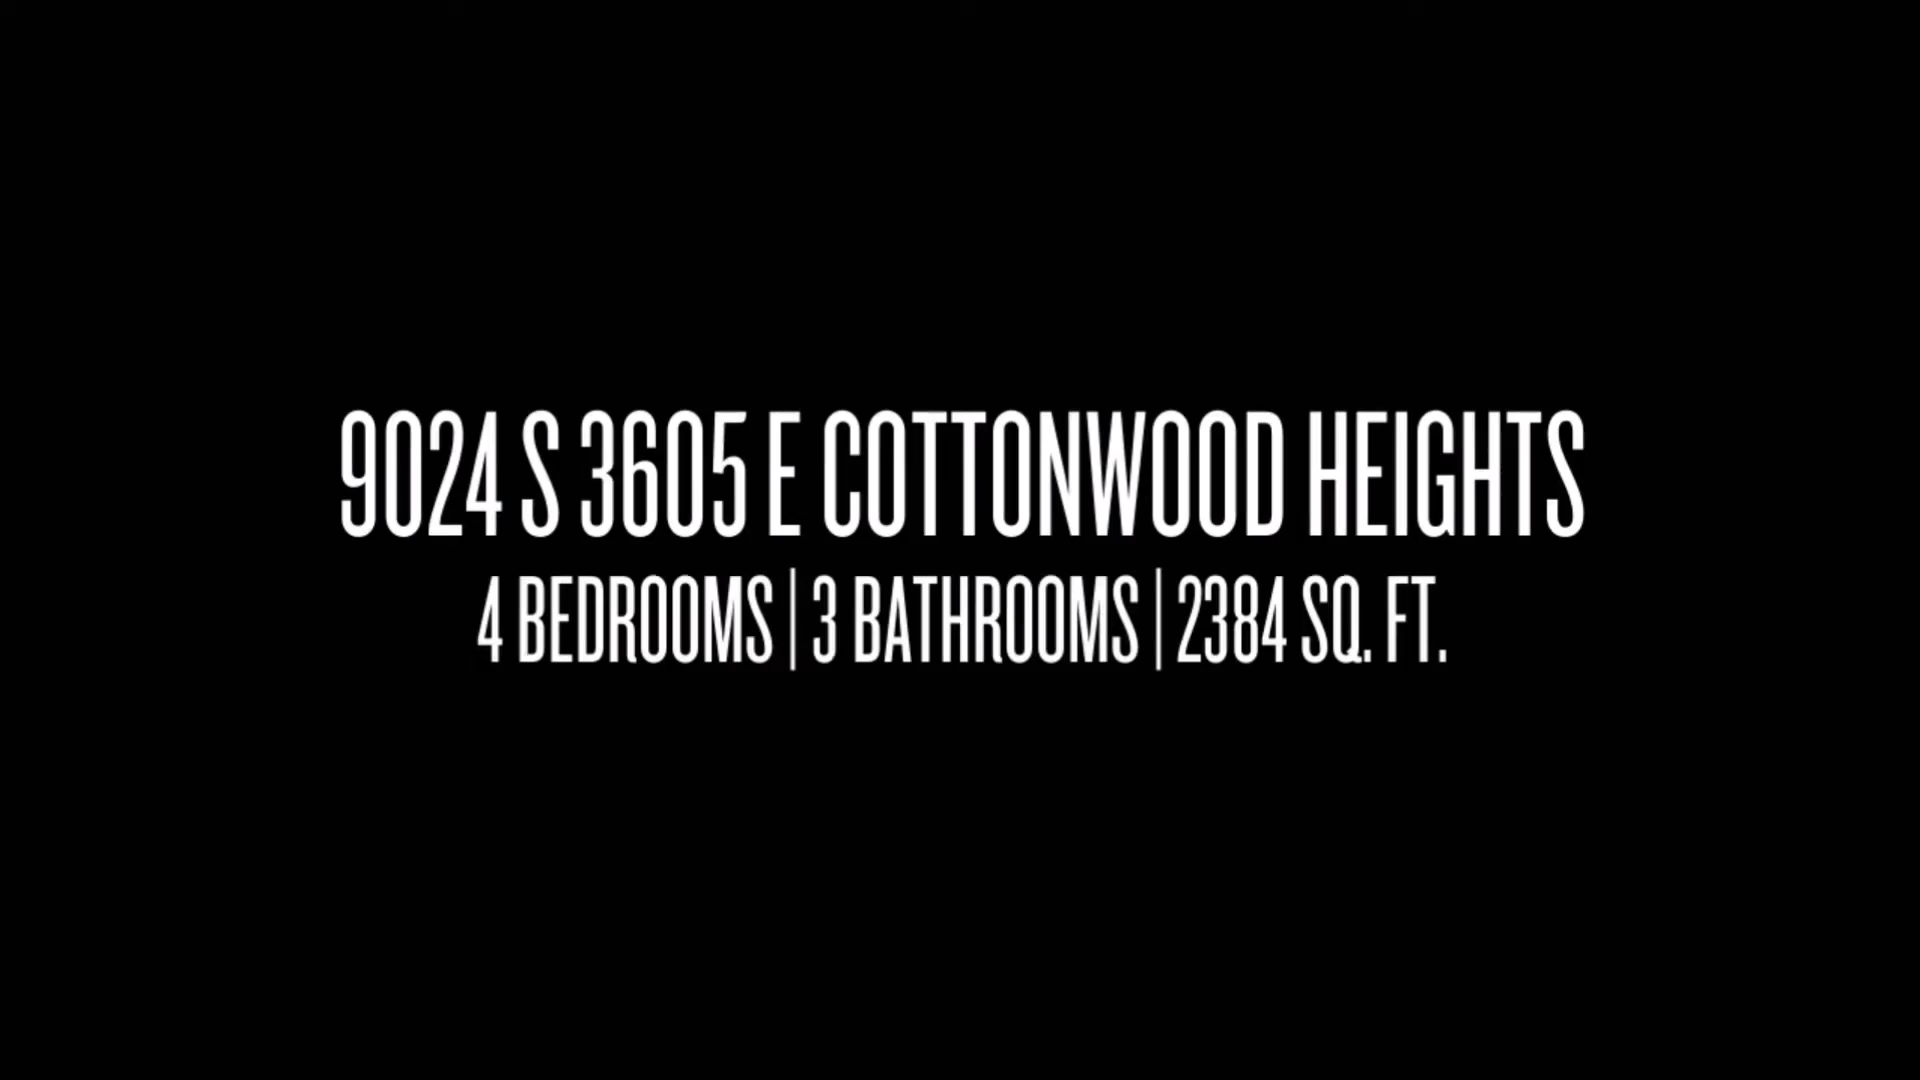 9024 S 3605 E COTTONWOOD HEIGHTS
4 BEDROOMS | 3 BATHROOMS | 2384 SQ. FT.